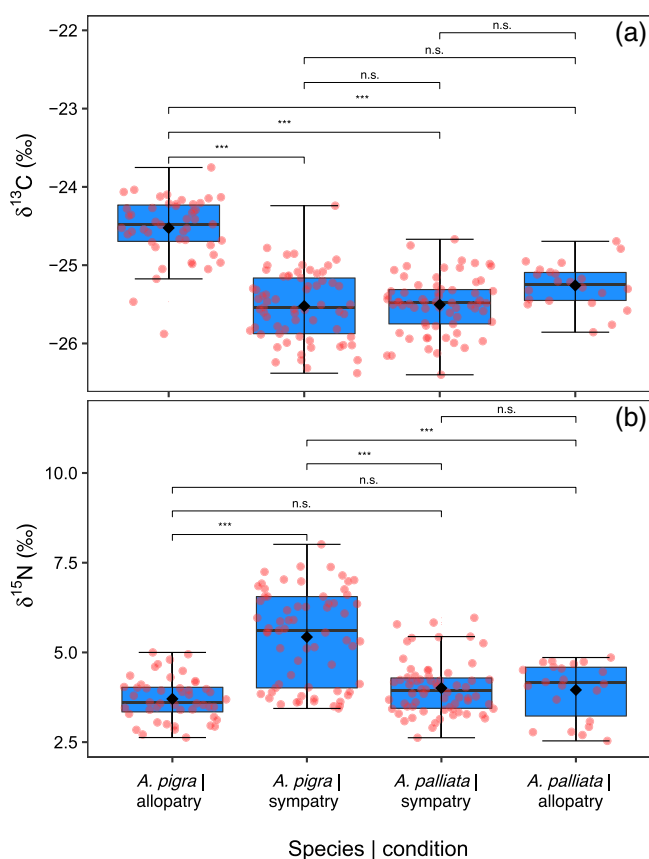 (a)
−22
−23
−24
−25
−26
δ13C (‰)
n.s.
n.s.
n.s.
***
***
***
(b)
10.0
7.5
5.0
2.5
δ15N (‰)
n.s.
***
***
n.s.
n.s.
***
A. pigra |
allopatry
A. pigra |
sympatry
A. palliata |
sympatry
A. palliata |
allopatry
Species | condition